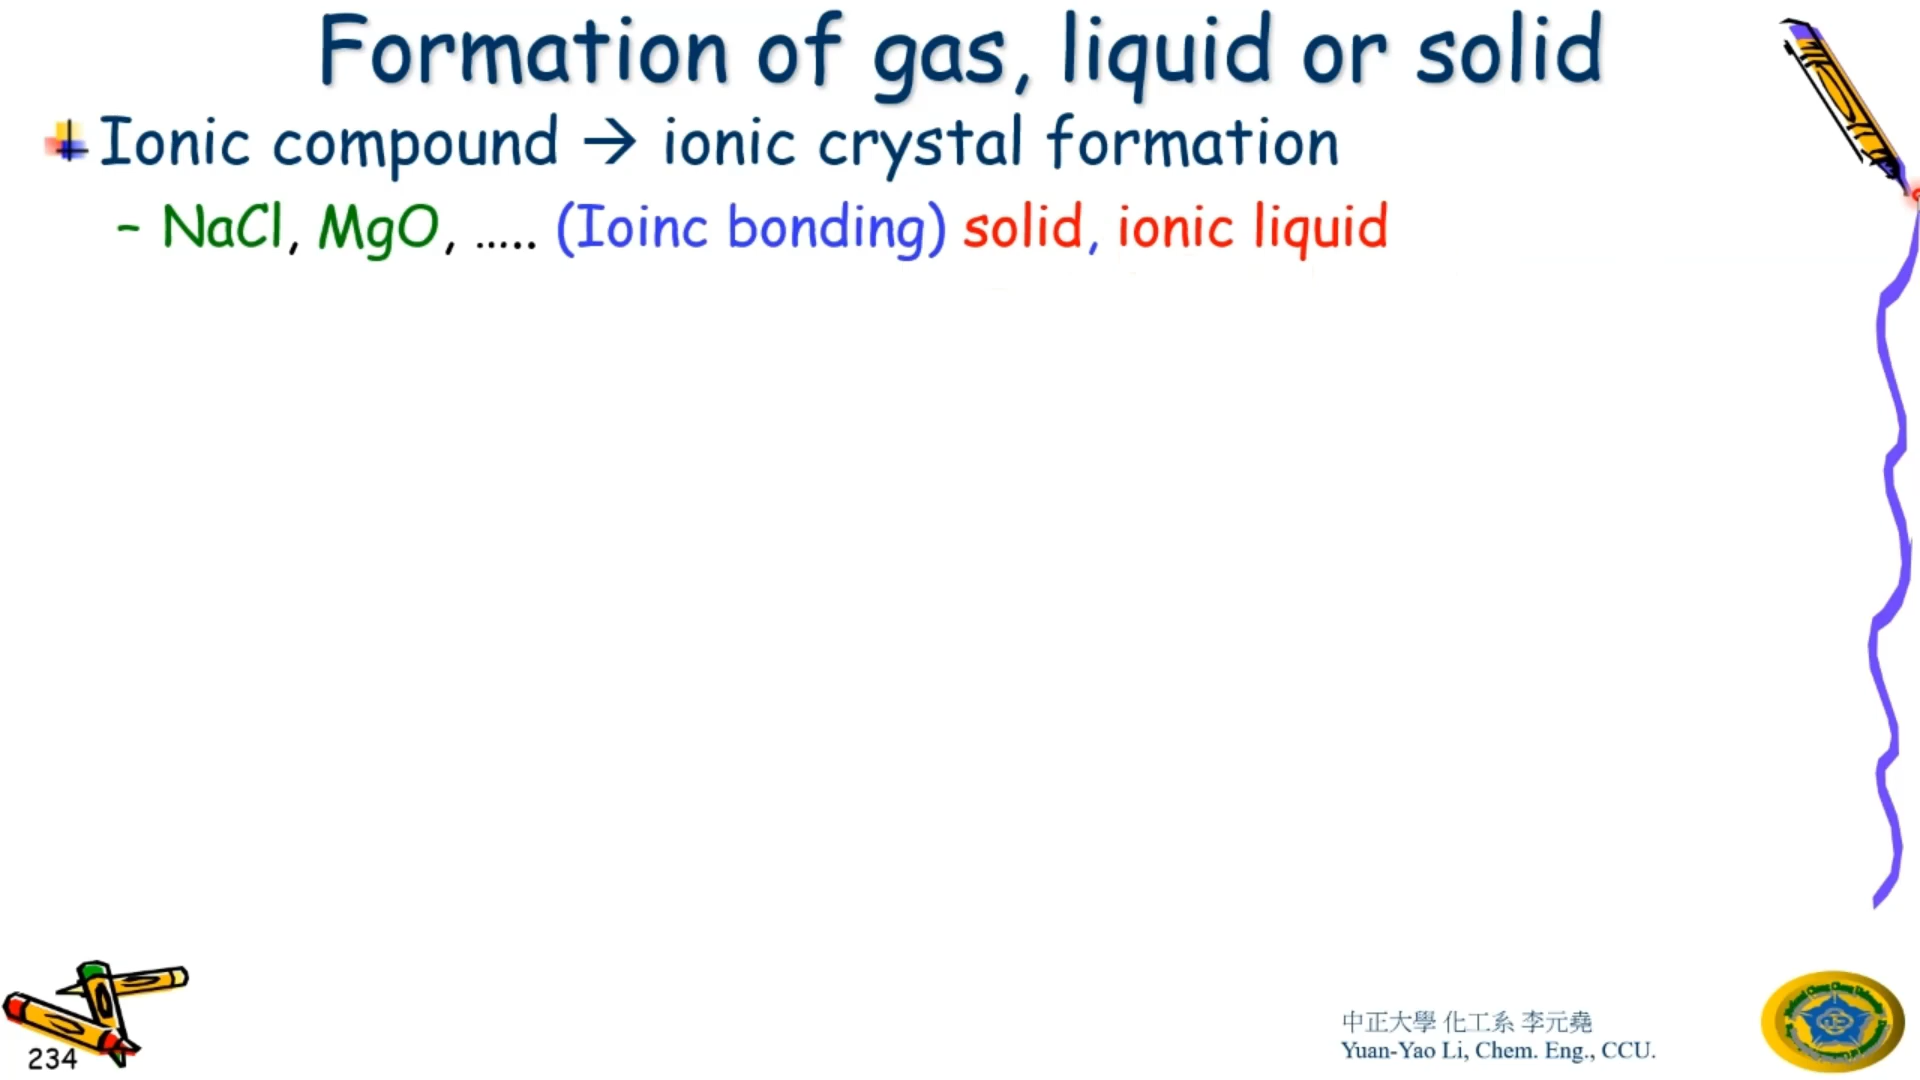 Formation of gas, liquid or solid
Ionic compound → ionic crystal formation
– NaCl, MgO, ..... (Ioinc bonding) solid, ionic liquid
234
中正大學 化工系 李元堯
Yuan-Yao Li, Chem. Eng., CCU.